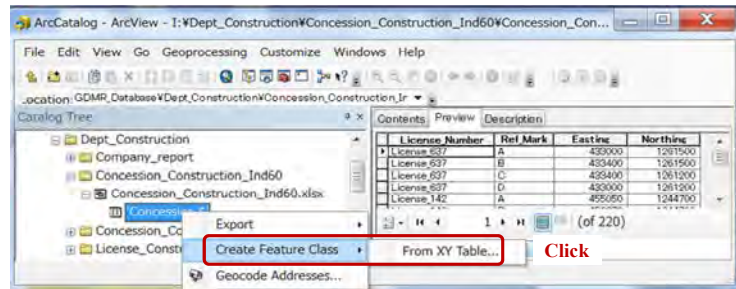 ArcCatalog - ArcView - I:¥Dept_Construction¥Concession_Construction_Ind60¥Concession_Con...
File Edit View Go Geoprocessing Customize Windows Help
Location: GDMR_Database¥Dept_Construction¥Concession_Construction_Ir
Catalog Tree
Contents Preview Description
Dept_Construction
Company_report
Concession_Construction_Ind60
Concession_Construction_Ind60.xlsx
Concession_Co
License_Const
License_Number Ref_Mark Easting Northing
License_637 A 433000 1261500
License_637 B 433400 1261500
License_637 C 433400 1261200
License_637 D 433000 1261200
License_142 A 455050 1244700
1 (of 220)
Export
Create Feature Class
From XY Table...
Click
Geocode Addresses...